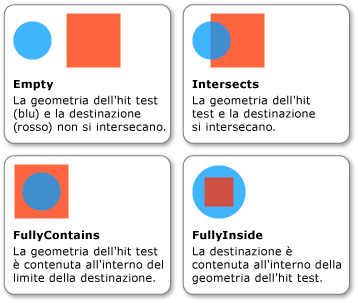 Empty
La geometria dell'hit test
(blu) e la destinazione
(rosso) non si intersecano.
Intersects
La geometria dell'hit
test e la destinazione
si intersecano.
FullyContains
La geometria dell'hit test
è contenuta all'interno del
limite della destinazione.
FullyInside
La destinazione è
contenuta all'interno della
geometria dell'hit test.